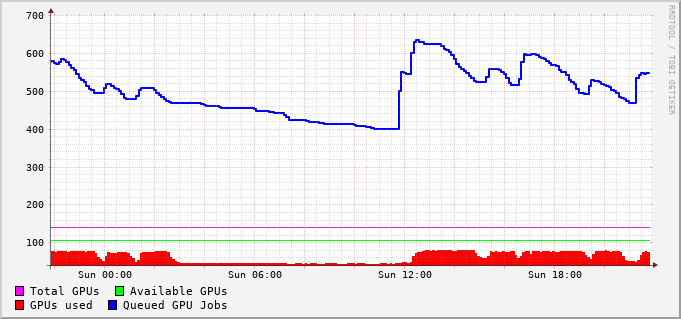 700
600
500
400
300
200
100
Sun 00:00 Sun 06:00 Sun 12:00 Sun 18:00
Total GPUs Available GPUs
GPUs used Queued GPU Jobs
RRDTOOL / TOBI OETIKER